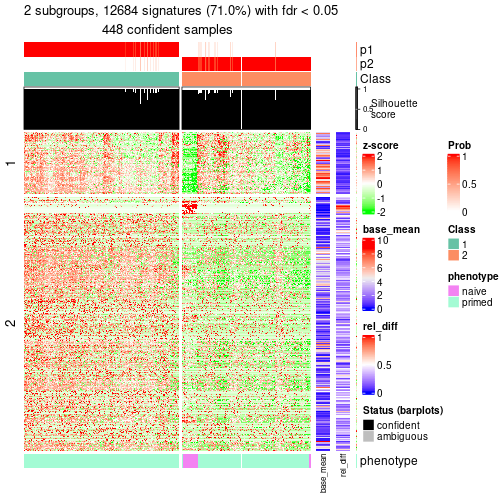 2 subgroups, 12684 signatures (71.0%) with fdr < 0.05
448 confident samples
p1
p2
Class
1
0.5
0
Silhouette
score
1
2
z-score
2
1
0
-1
-2
Prob
1
0.5
0
base_mean
10
8
6
4
2
0
Class
1
2
phenotype
naive
primed
rel_diff
1
0.5
0
Status (barplots)
confident
ambiguous
phenotype
base_mean
rel_diff